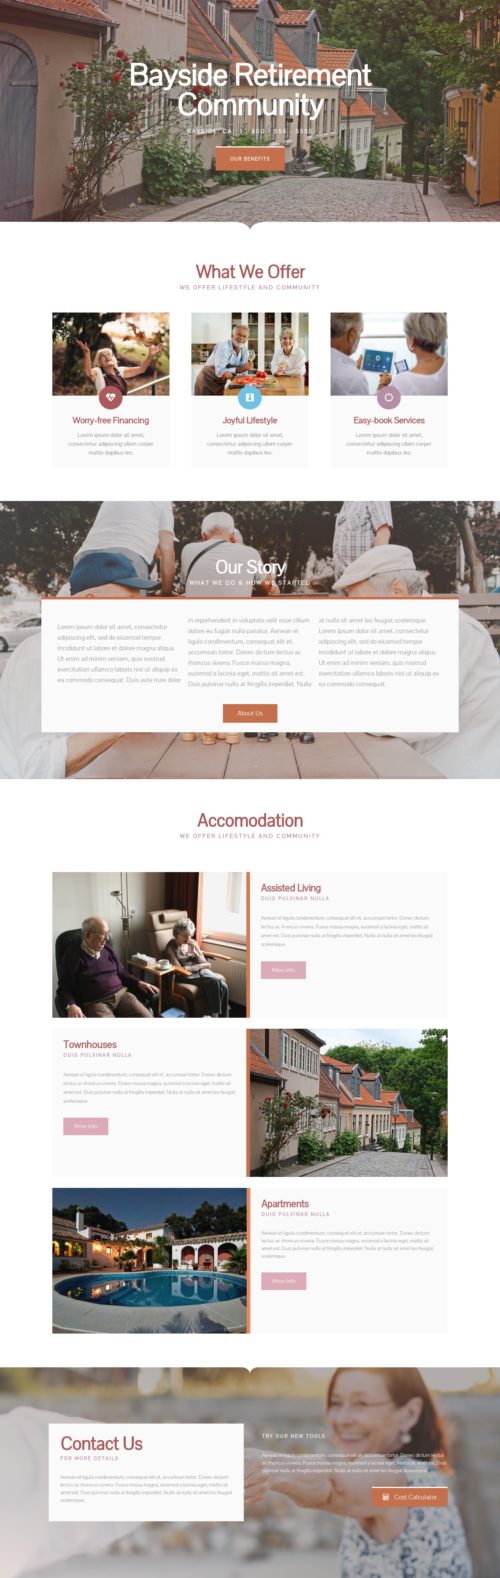 Bayside Retirement
Community
BAYSIDE, CA 1 - 800 - 555 - 5555
OUR BENEFITS
What We Offer
WE OFFER LIFESTYLE AND COMMUNITY
Worry-free Financing
Lorem ipsum dolor sit amet,
consectetur adipiscing ullam corper
mattis dapibus leo.
Joyful Lifestyle
Lorem ipsum dolor sit amet,
consectetur adipiscing ullam corper
mattis dapibus leo.
Easy-book Services
Lorem ipsum dolor sit amet,
consectetur adipiscing ullam corper
mattis dapibus leo.
Our Story
WHAT WE DO & HOW WE STARTED
Lorem ipsum dolor sit amet, consectetur
adipiscing elit, sed do eiusmod tempor
incididunt ut labore et dolore magna aliqua.
Ut enim ad minim veniam, quis nostrud
exercitation ullamco laboris nisi ut aliquip ex
ea commodo consequat. Duis aute irure dolor
in reprehenderit in voluptate velit esse cillum
dolore eu fugiat nulla pariatur. Aenean et
ligula condimentum, consequat elit et,
accumsan tortor. Donec dictum lectus ac
rhoncus viverra. Fusce massa magna,
euismod a lacinia eget, mattis sit amet est.
Duis pulvinar nulla at fringilla imperdiet. Nulla
at nulla sit amet leo feugiat scelerisque.
Lorem ipsum dolor sit amet, consectetur
adipiscing elit, sed do eiusmod tempor
incididunt ut labore et dolore magna aliqua.
Ut enim ad minim veniam, quis nostrud
exercitation ullamco laboris nisi ut aliquip ex
ea commodo consequat.
About Us
Accomodation
WE OFFER LIFESTYLE AND COMMUNITY
Assisted Living
DUIS PULVINAR NULLA
Aenean et ligula condimentum, consequat elit et, accumsan tortor. Donec dictum
lectus ac rhoncus viverra. Fusce massa magna, euismod a lacinia eget, mattis sit
amet est. Duis pulvinar nulla at fringilla imperdiet. Nulla at nulla sit amet leo feugiat
scelerisque.
More Info
Townhouses
DUIS PULVINAR NULLA
Aenean et ligula condimentum, consequat elit et, accumsan tortor. Donec dictum
lectus ac rhoncus viverra. Fusce massa magna, euismod a lacinia eget, mattis sit
amet est. Duis pulvinar nulla at fringilla imperdiet. Nulla at nulla sit amet leo feugiat
scelerisque.
More Info
Apartments
DUIS PULVINAR NULLA
Aenean et ligula condimentum, consequat elit et, accumsan tortor. Donec dictum
lectus ac rhoncus viverra. Fusce massa magna, euismod a lacinia eget, mattis sit
amet est. Duis pulvinar nulla at fringilla imperdiet. Nulla at nulla sit amet leo feugiat
scelerisque.
More Info
Contact Us
FOR MORE DETAILS
Aenean et ligula condimentum, consequat elit et, accumsan tortor. Donec dictum
lectus ac rhoncus viverra. Fusce massa magna, euismod a lacinia eget, mattis sit
amet est. Duis pulvinar nulla at fringilla imperdiet. Nulla at nulla sit amet leo feugiat
scelerisque.
TRY OUR NEW TOOLS
Aenean et ligula condimentum, consequat elit et, accumsan tortor. Donec dictum lectus
ac rhoncus viverra. Fusce massa magna, euismod a lacinia eget, mattis sit amet est.
Duis pulvinar nulla at fringilla imperdiet. Nulla at nulla sit amet leo feugiat scelerisque.
Cost Calculator